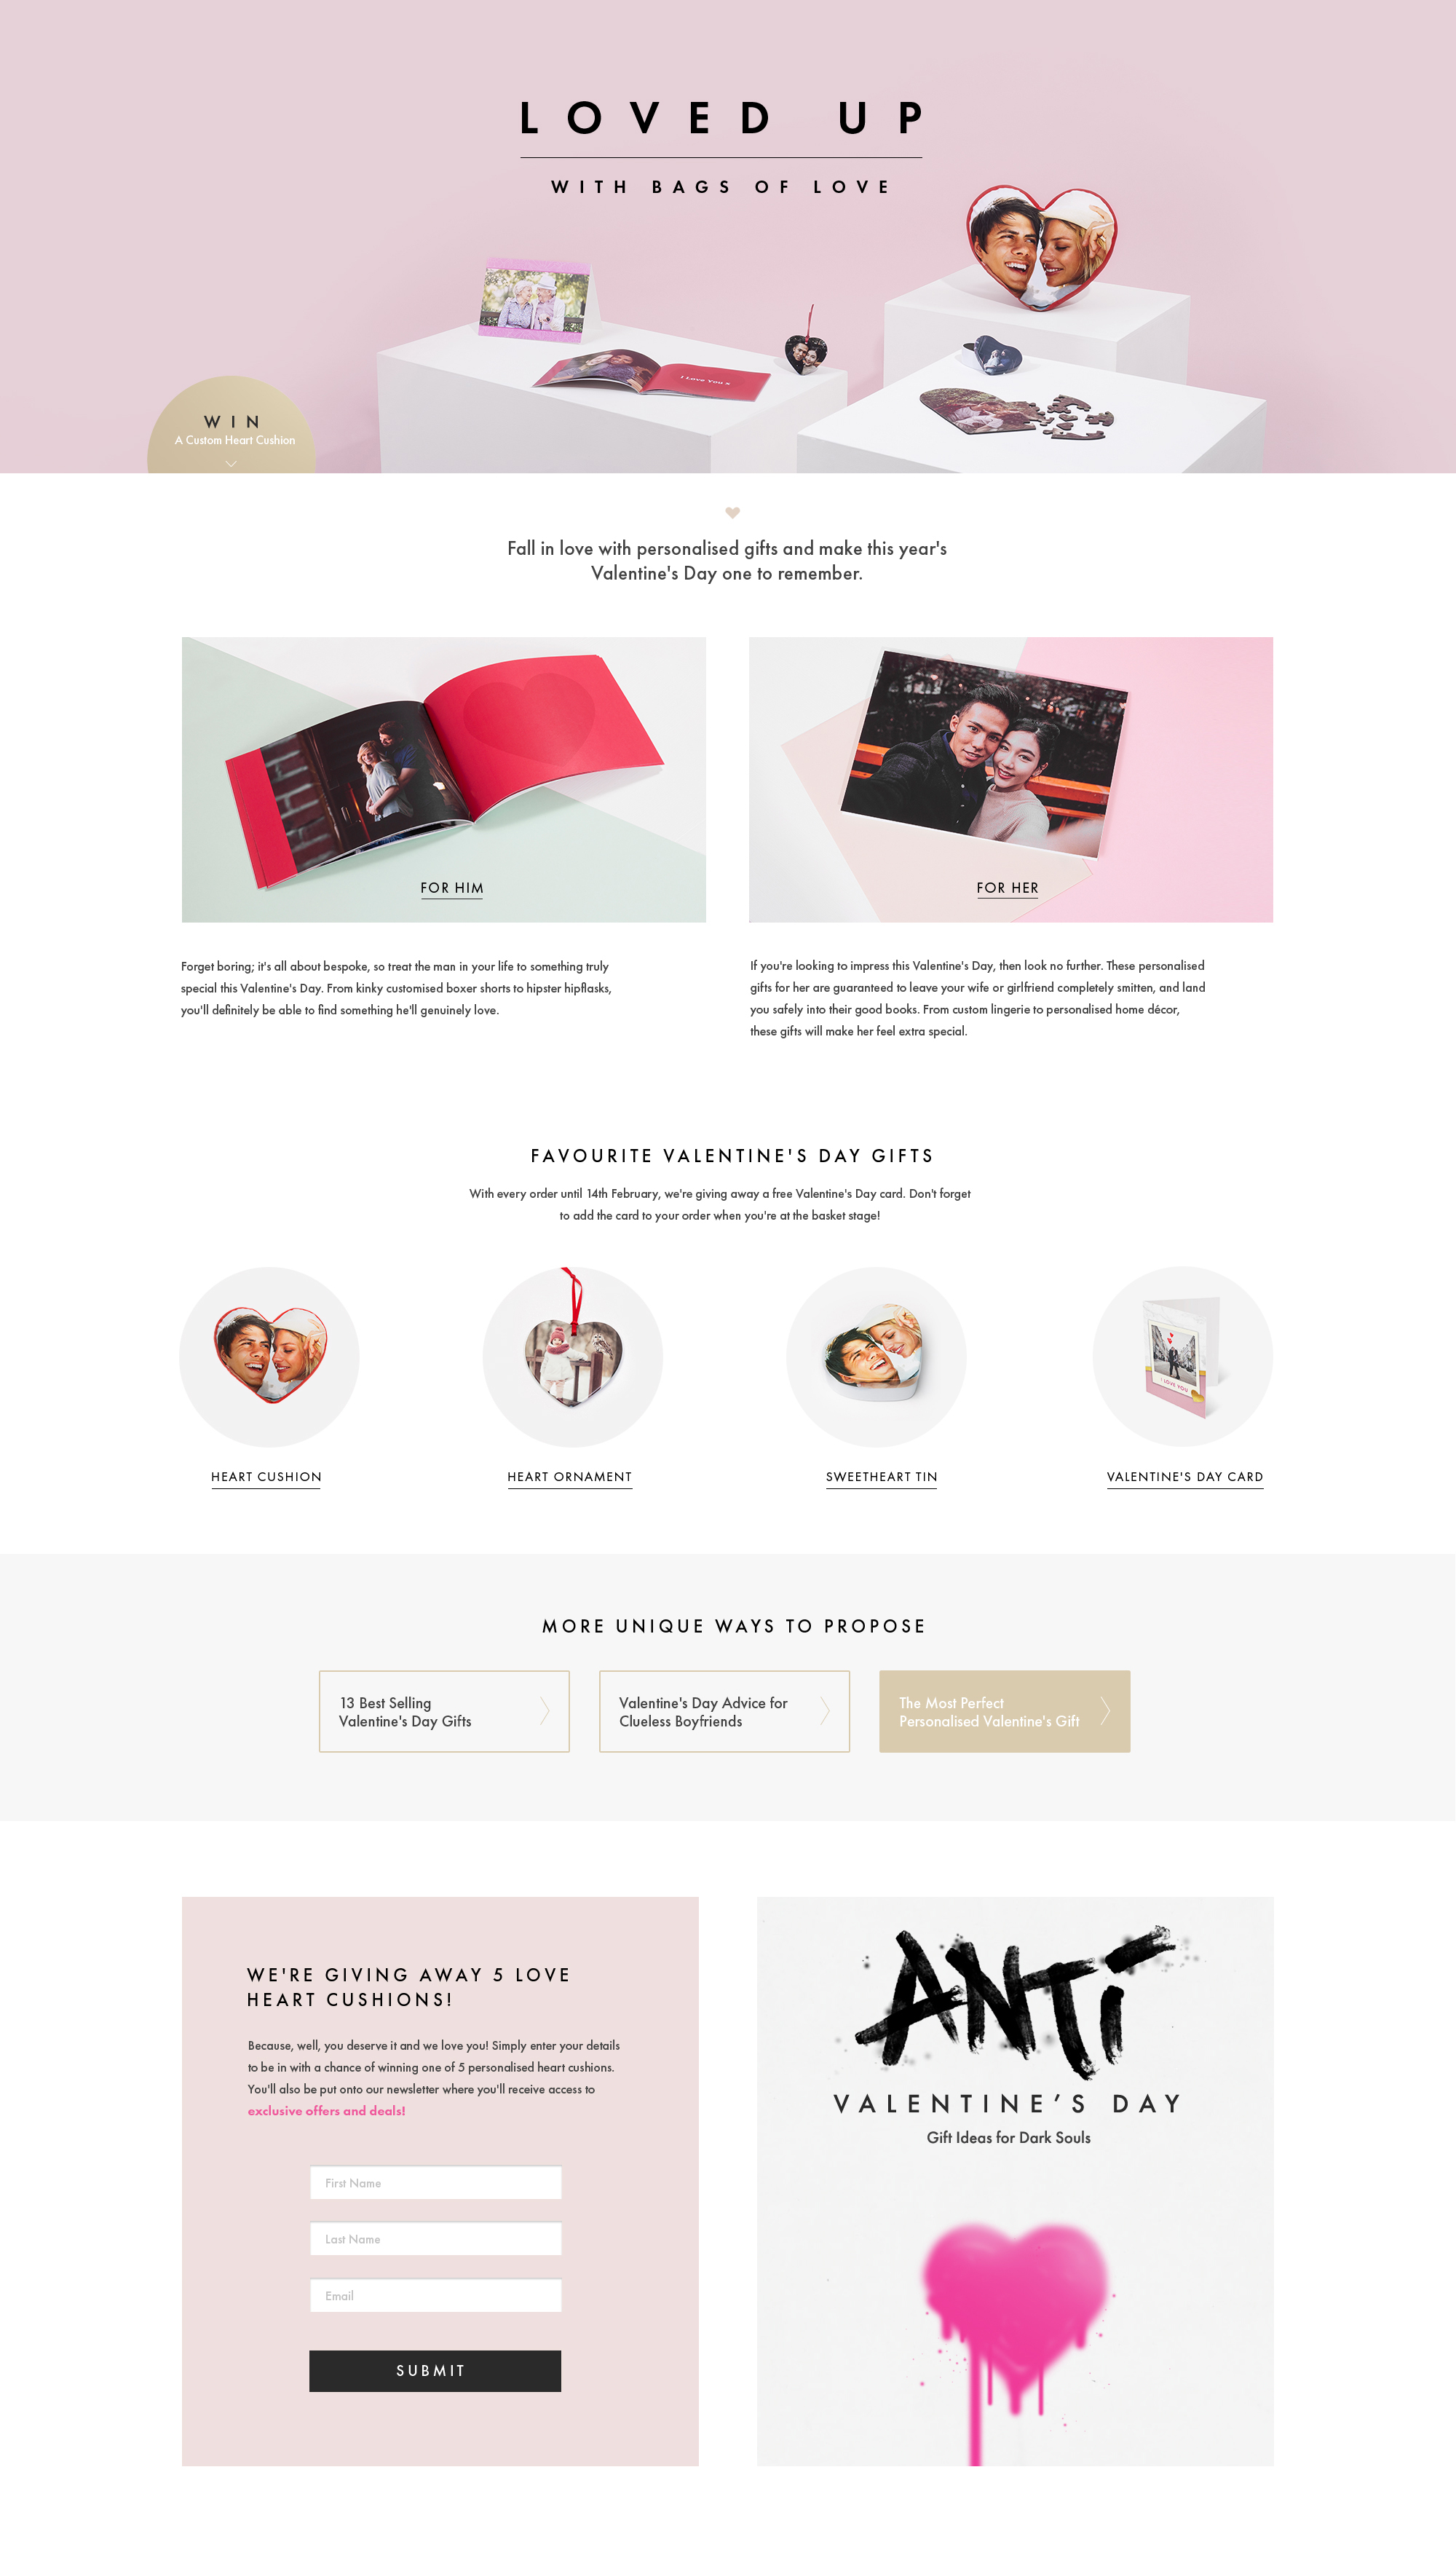 LOVED UP
WITH BAGS OF LOVE
I Love You x
WIN
A Custom Heart Cushion
Fall in love with personalised gifts and make this year's
Valentine's Day one to remember.
FOR HIM
FOR HER
Forget boring; it's all about bespoke, so treat the man in your life to something truly
special this Valentine's Day. From kinky customised boxer shorts to hipster hipflasks,
you'll definitely be able to find something he'll genuinely love.
If you're looking to impress this Valentine's Day, then look no further. These personalised
gifts for her are guaranteed to leave your wife or girlfriend completely smitten, and land
you safely into their good books. From custom lingerie to personalised home décor,
these gifts will make her feel extra special.
FAVOURITE VALENTINE'S DAY GIFTS
With every order until 14th February, we're giving away a free Valentine's Day card. Don't forget
to add the card to your order when you're at the basket stage!
I LOVE YOU
HEART CUSHION
HEART ORNAMENT
SWEETHEART TIN
VALENTINE'S DAY CARD
MORE UNIQUE WAYS TO PROPOSE
13 Best Selling
Valentine's Day Gifts
Valentine's Day Advice for
Clueless Boyfriends
The Most Perfect
Personalised Valentine's Gift
WE'RE GIVING AWAY 5 LOVE
HEART CUSHIONS!
Because, well, you deserve it and we love you! Simply enter your details
to be in with a chance of winning one of 5 personalised heart cushions.
You'll also be put onto our newsletter where you'll receive access to
exclusive offers and deals!
First Name
Last Name
Email
SUBMIT
ANTI
VALENTINE’S DAY
Gift Ideas for Dark Souls